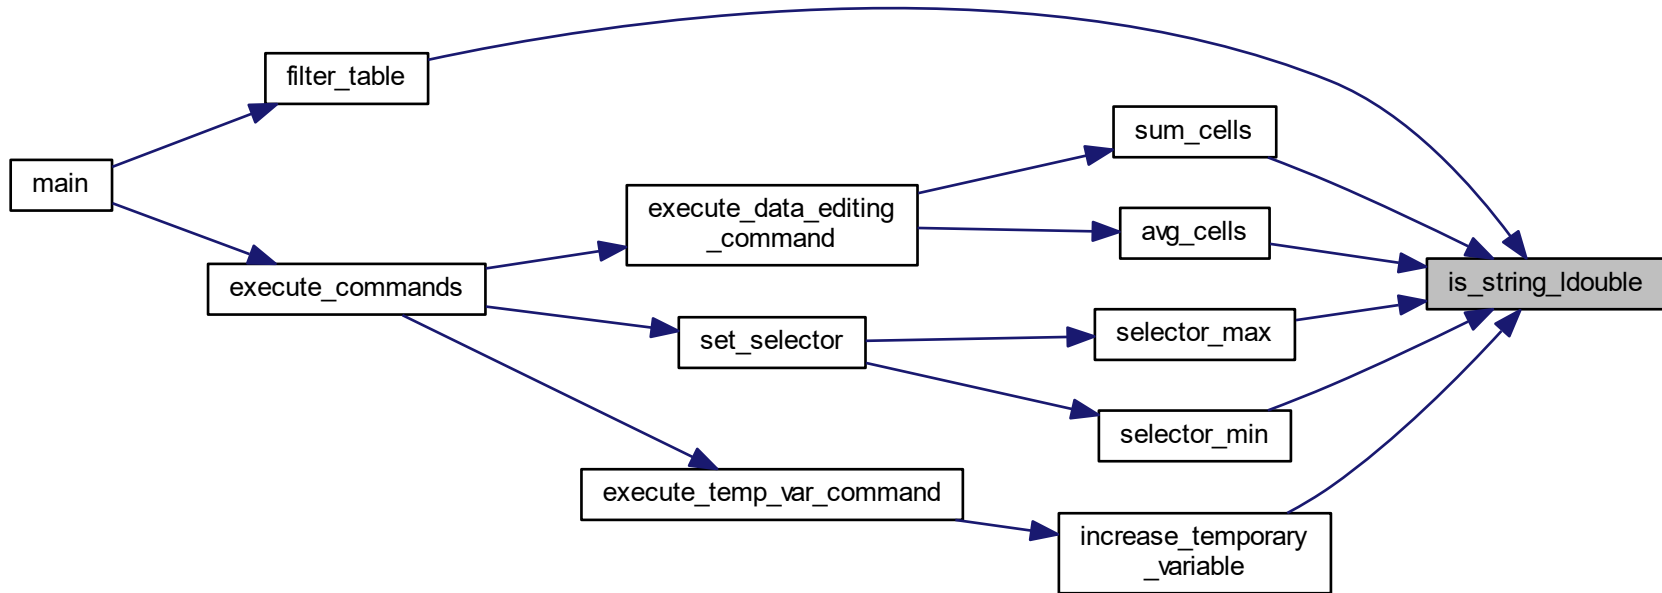 filter_table
main
execute_commands
execute_data_editing
_command
set_selector
execute_temp_var_command
sum_cells
avg_cells
selector_max
selector_min
increase_temporary
_variable
is_string_ldouble